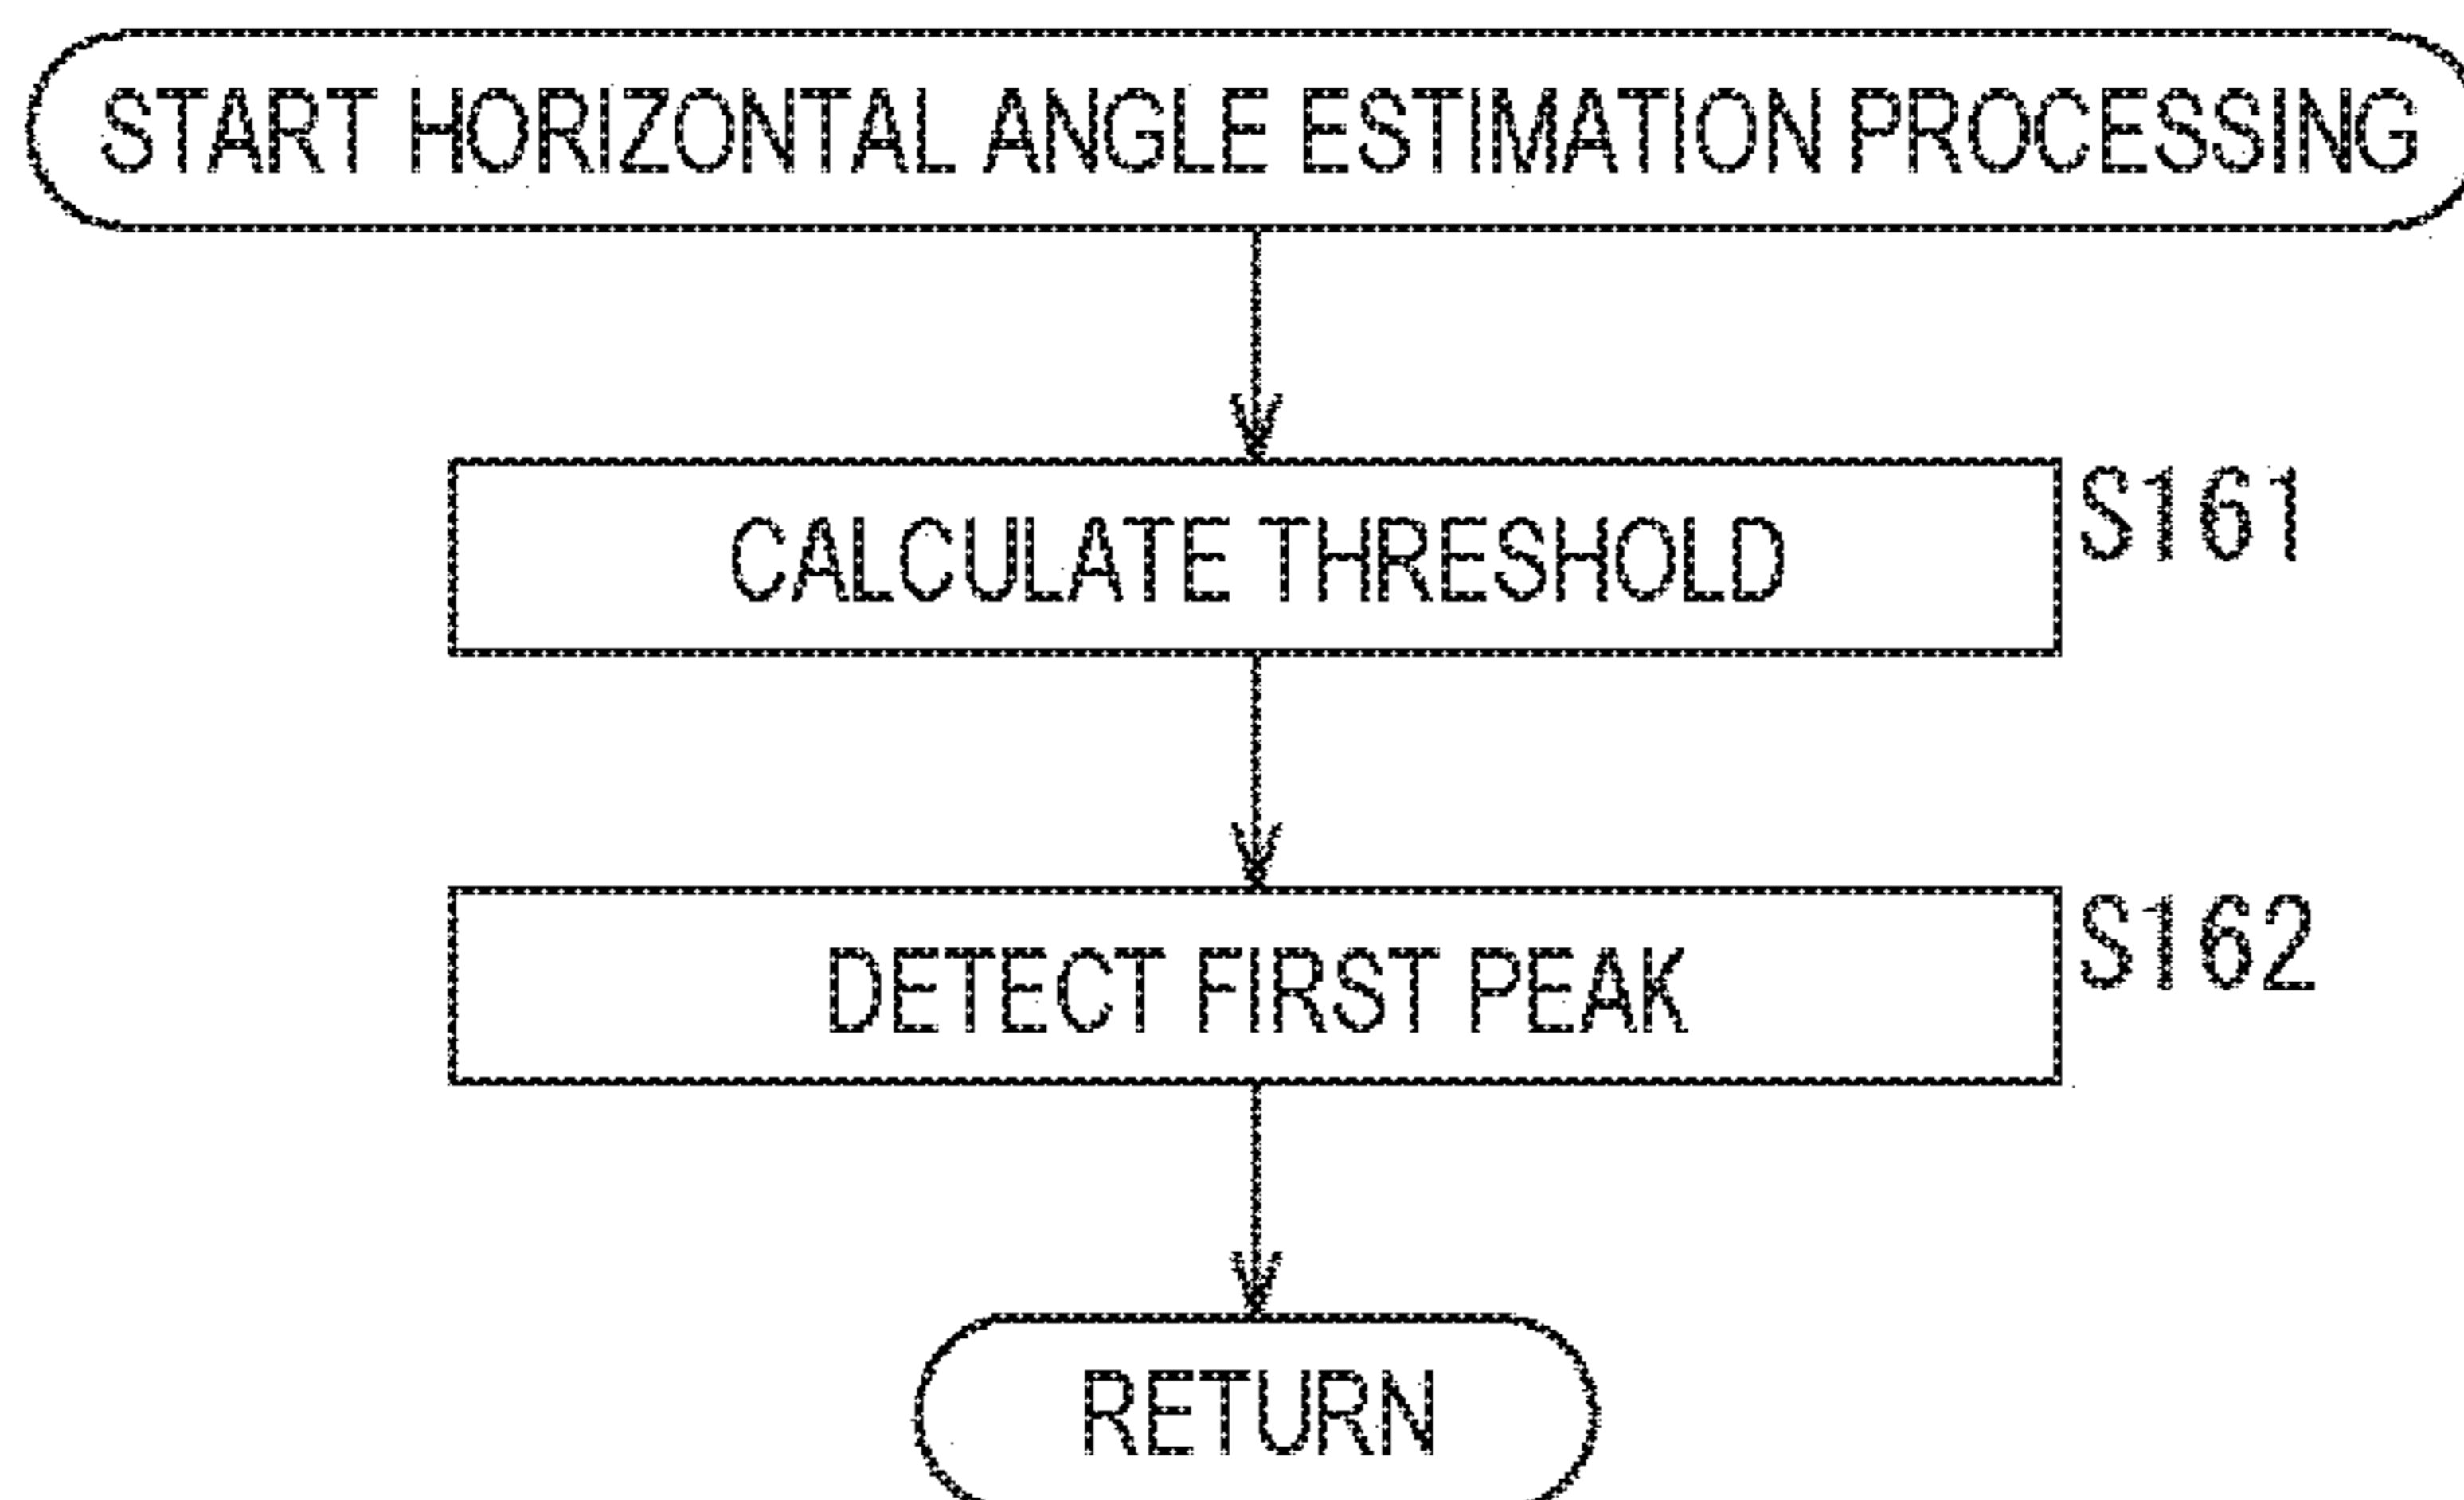 START HORIZONTAL ANGLE ESTIMATION PROCESSING
CALCULATE THRESHOLD
S161
DETECT FIRST PEAK
S162
RETURN